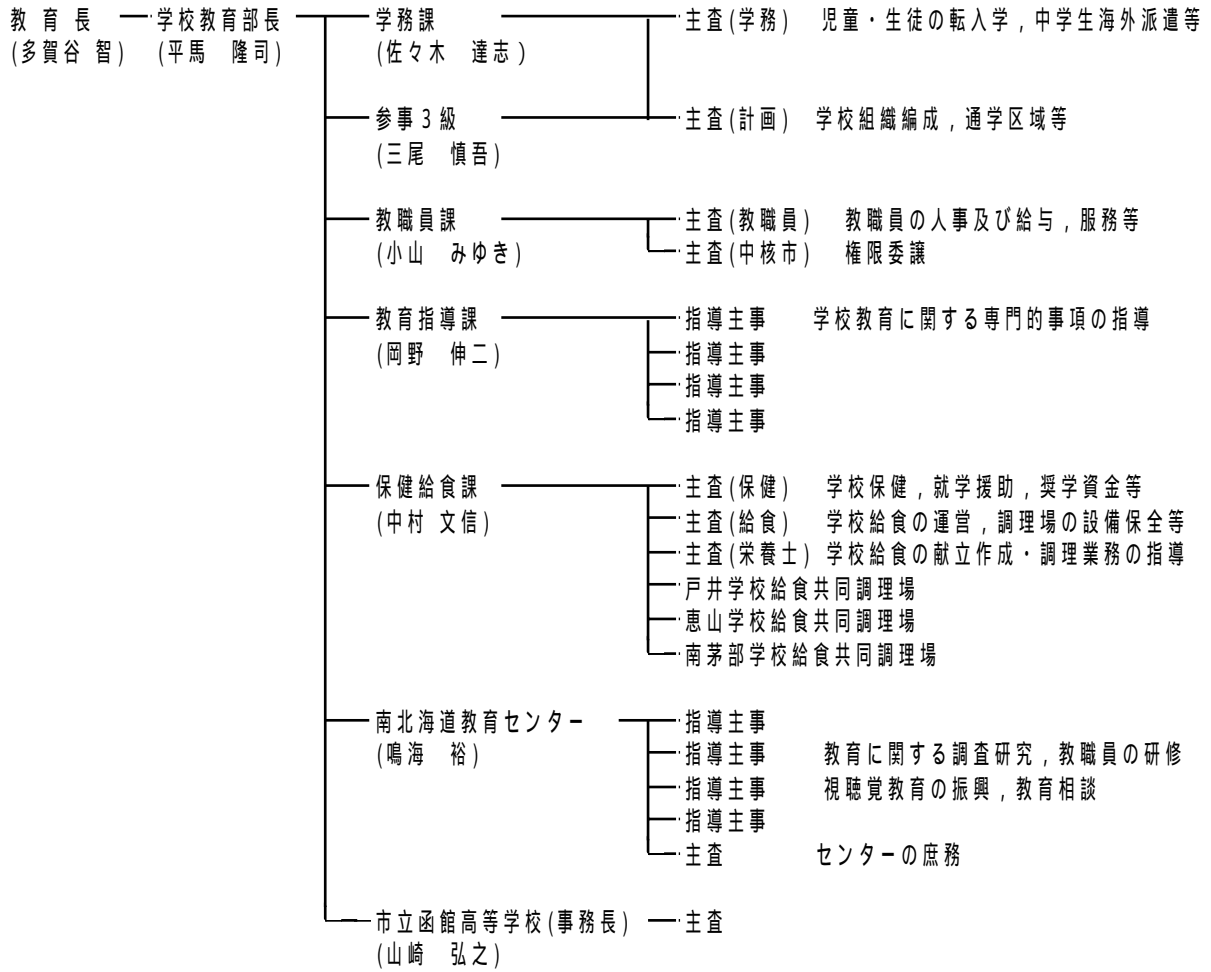 教育長 学校教育部長 学務課 主査(学務) 児童・生徒の転入学,中学生海外派遣等
(多賀谷 智) (平馬 隆司) (佐々木 達志)
参事3級 主査(計画) 学校組織編成,通学区域等
(三尾 慎吾)
教職員課 主査(教職員) 教職員の人事及び給与,服務等
(小山 みゆき) 主査(中核市) 権限委譲
教育指導課 指導主事 学校教育に関する専門的事項の指導
(岡野 伸二) 指導主事
指導主事
指導主事
保健給食課 主査(保健) 学校保健,就学援助,奨学資金等
(中村 文信) 主査(給食) 学校給食の運営,調理場の設備保全等
主査(栄養士) 学校給食の献立作成・調理業務の指導
戸井学校給食共同調理場
恵山学校給食共同調理場
南茅部学校給食共同調理場
南北海道教育センター 指導主事
(鳴海 裕) 指導主事 教育に関する調査研究,教職員の研修
指導主事 視聴覚教育の振興,教育相談
指導主事
主査 センターの庶務
市立函館高等学校(事務長) 主査
(山崎 弘之)